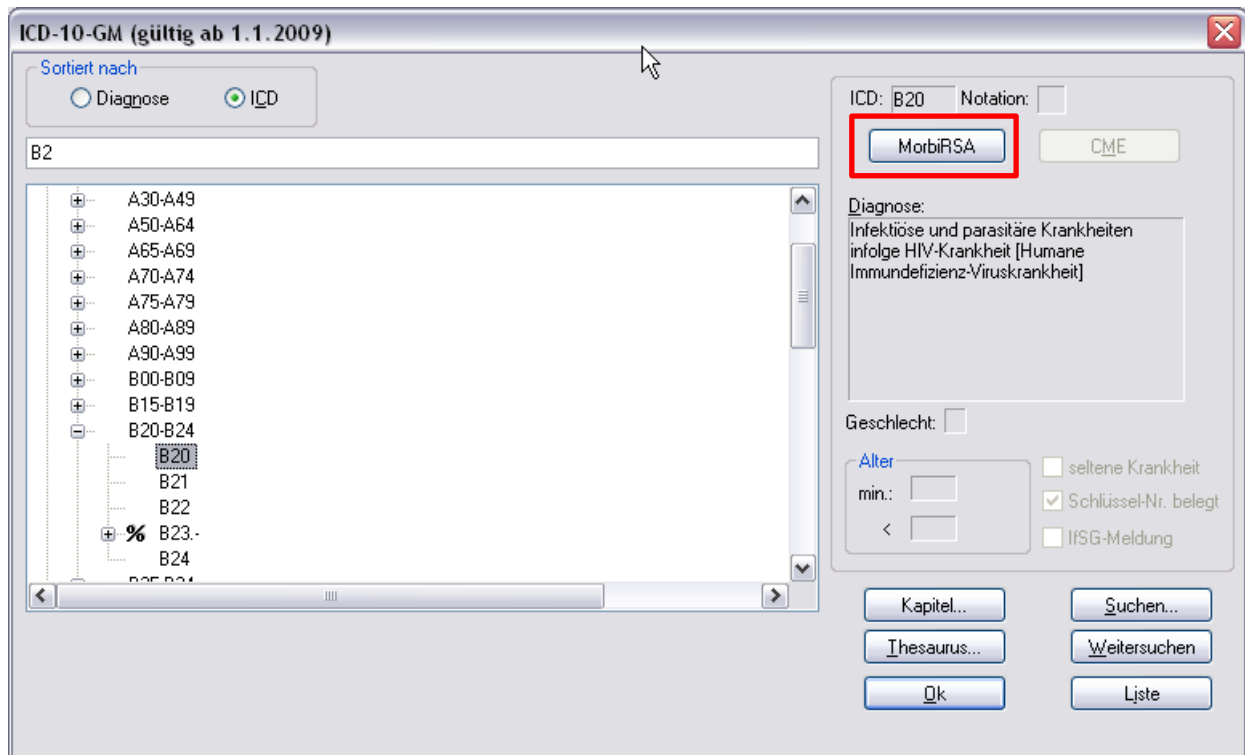 ICD-10-GM (gültig ab 1.1.2009)
Sortiert nach
Diagnose ICD
B2
A30-A49
A50-A64
A65-A69
A70-A74
A75-A79
A80-A89
A90-A99
B00-B09
B15-B19
B20-B24
B20
B21
B22
% B23.-
B24
ICD: B20 Notation:
MorbiRSA CME
Diagnose:
Infektiöse und parasitäre Krankheiten
infolge HIV-Krankheit [Humane
Immundefizienz-Viruskrankheit]
Geschlecht:
Alter
min.:
<
seltene Krankheit
Schlüssel-Nr. belegt
IfSG-Meldung
Kapitel... Suchen...
Thesaurus... Weitersuchen
Ok Liste